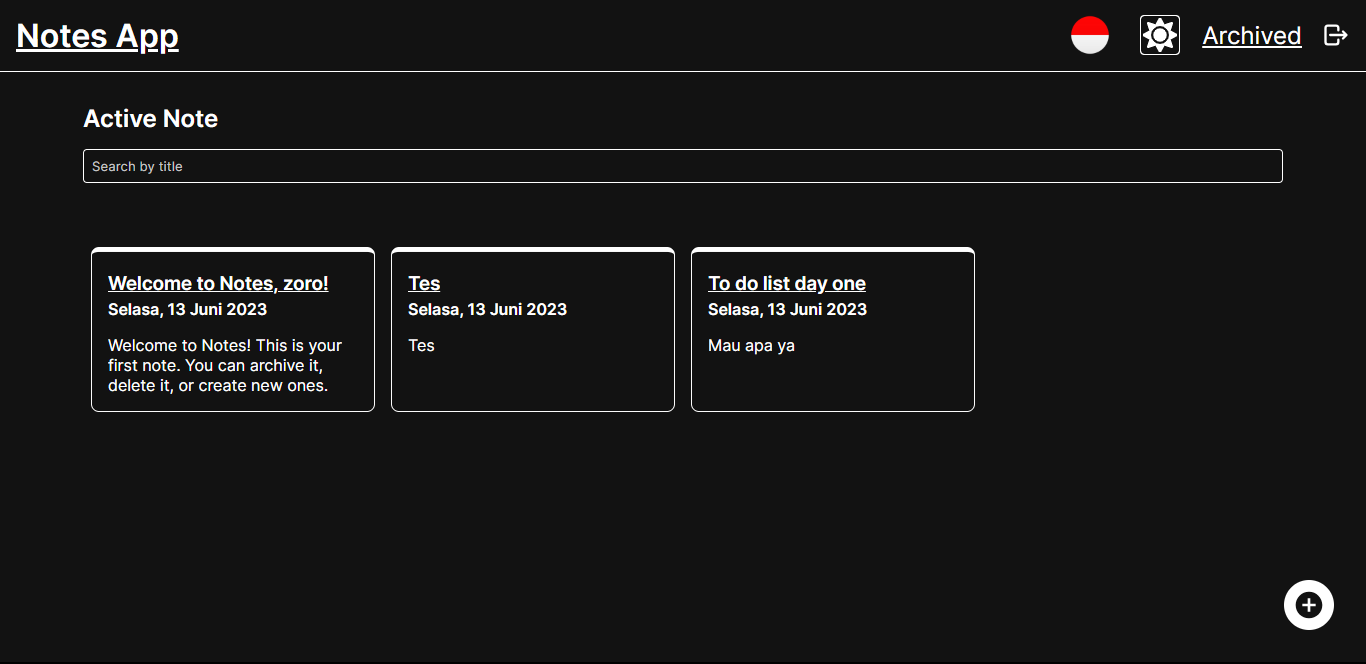 Notes App
Archived
Active Note
Search by title
Welcome to Notes, zoro!
Selasa, 13 Juni 2023
Welcome to Notes! This is your
first note. You can archive it,
delete it, or create new ones.
Tes
Selasa, 13 Juni 2023
Tes
To do list day one
Selasa, 13 Juni 2023
Mau apa ya